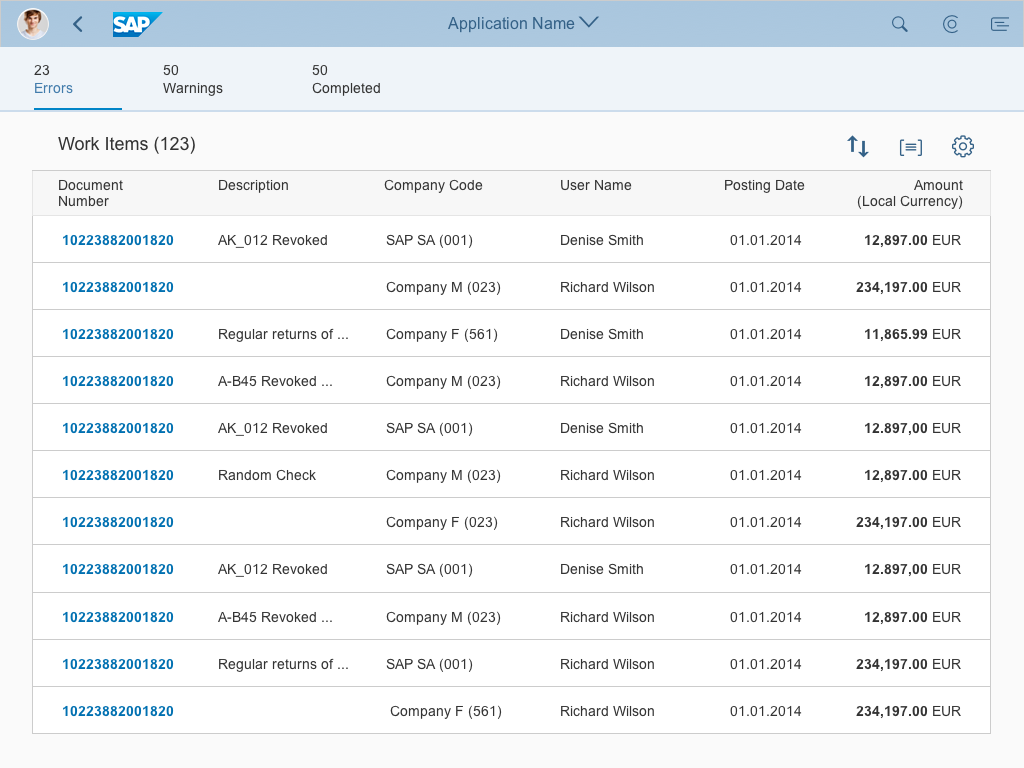 SAP
Application Name
23
Errors
50
Warnings
50
Completed
Work Items (123)
Document Number Description Company Code User Name Posting Date Amount (Local Currency)
10223882001820 AK_012 Revoked SAP SA (001) Denise Smith 01.01.2014 12,897.00 EUR
10223882001820 Company M (023) Richard Wilson 01.01.2014 234,197.00 EUR
10223882001820 Regular returns of ... Company F (561) Denise Smith 01.01.2014 11,865.99 EUR
10223882001820 A-B45 Revoked ... Company M (023) Richard Wilson 01.01.2014 12,897.00 EUR
10223882001820 AK_012 Revoked SAP SA (001) Denise Smith 01.01.2014 12.897,00 EUR
10223882001820 Random Check Company M (023) Richard Wilson 01.01.2014 12,897.00 EUR
10223882001820 Company F (023) Richard Wilson 01.01.2014 234,197.00 EUR
10223882001820 AK_012 Revoked SAP SA (001) Denise Smith 01.01.2014 12.897,00 EUR
10223882001820 A-B45 Revoked ... Company M (023) Richard Wilson 01.01.2014 12,897.00 EUR
10223882001820 Regular returns of ... SAP SA (001) Richard Wilson 01.01.2014 234,197.00 EUR
10223882001820 Company F (561) Richard Wilson 01.01.2014 234,197.00 EUR